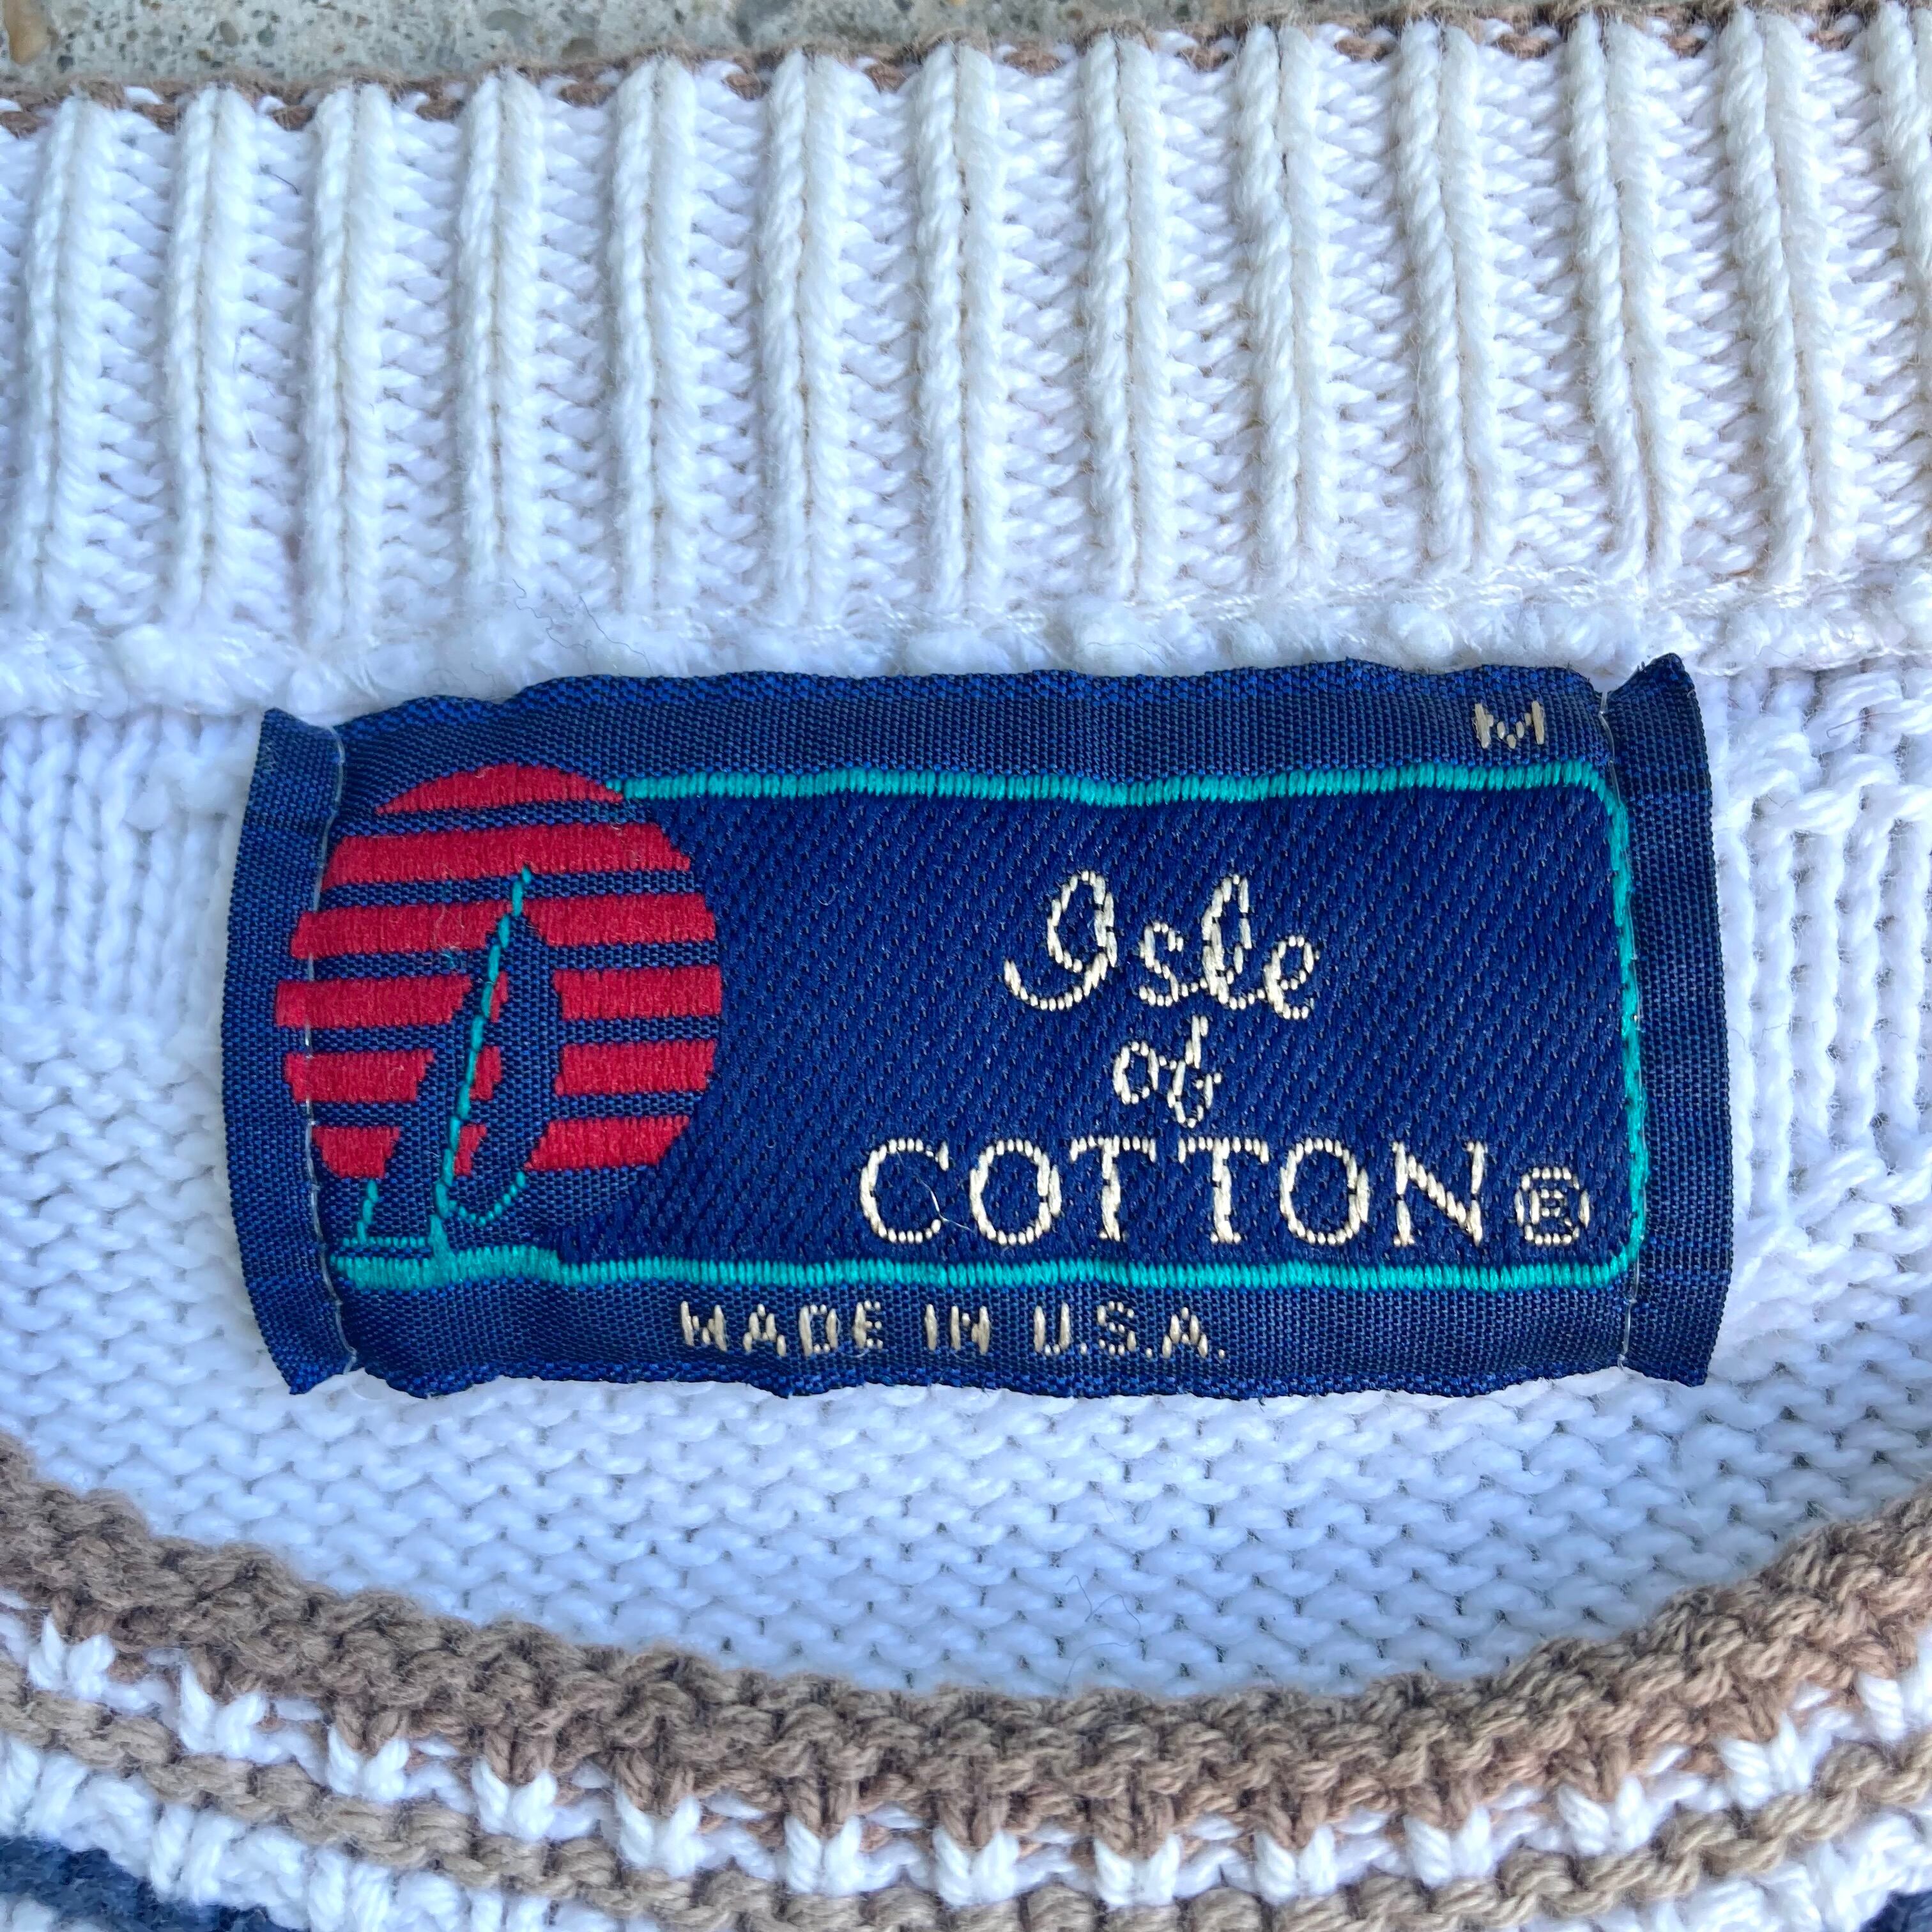 M
Isle
of
COTTON®
MADE IN U.S.A.